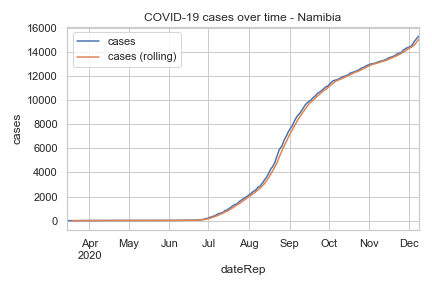 COVID-19 cases over time - Namibia
cases
cases (rolling)
16000
14000
12000
10000
8000
6000
4000
2000
0
cases
Apr May Jun Jul Aug Sep Oct Nov Dec
2020
dateRep